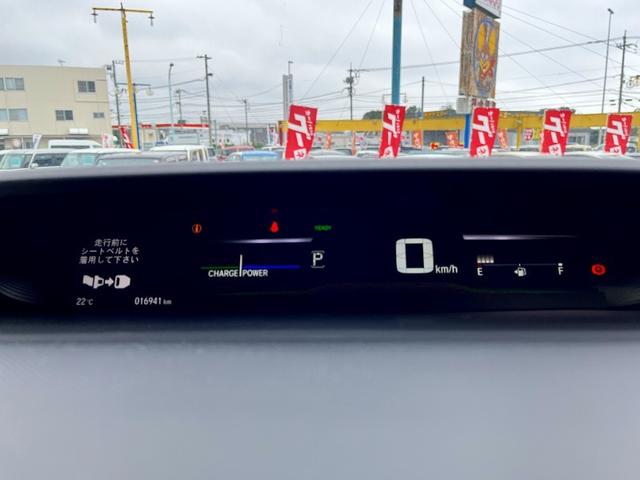 走行前に
シートベルトを
着用して下さい
22℃
016941 km
READY
CHARGE POWER
P
0 km/h
E
F